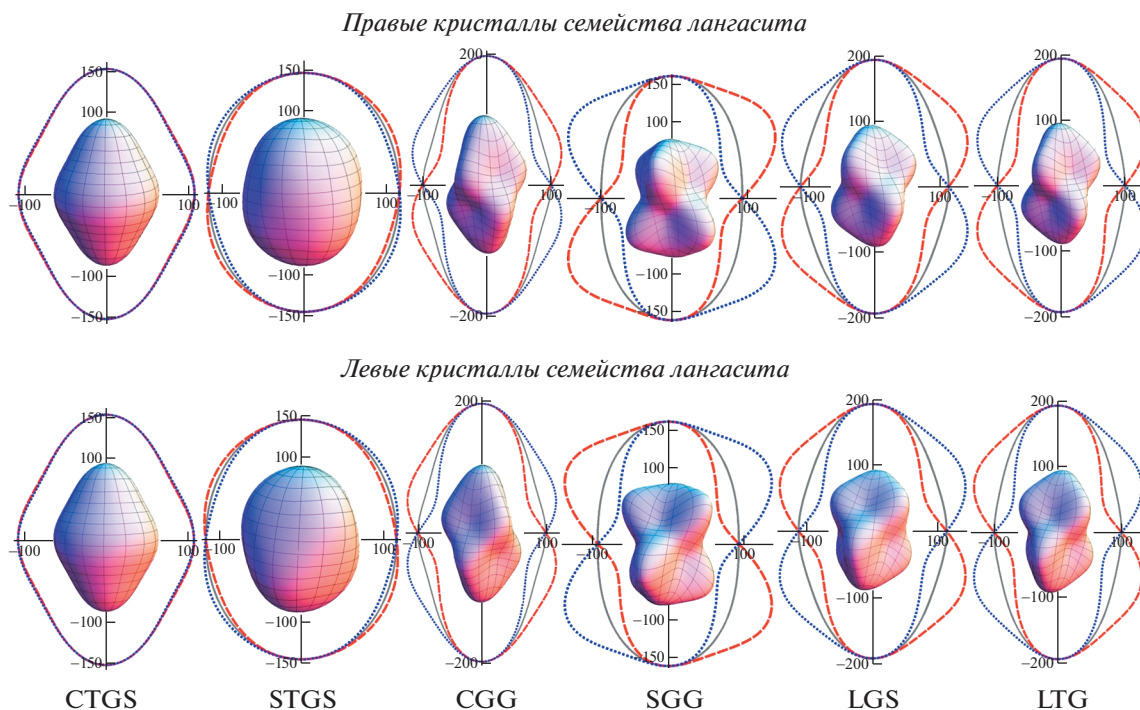 Правые кристаллы семейства лангасита
150 150 200 150 200 200
100 100 100 100 100
100 100 100 −100 100 −100 100 −100 100 −100 100
−100 −100 −100 −100 −100
−150 −150 −200 −150 −200 −200
Левые кристаллы семейства лангасита
150 150 200 150 200 200
100 100 100 100 100
−100 100 100 100 100 100 −100 100 −100 100 −100 100
−100 −100 −100 −100 −100
−150 −150 −200 −150 −200 −200
CTGS STGS CGG SGG LGS LTG